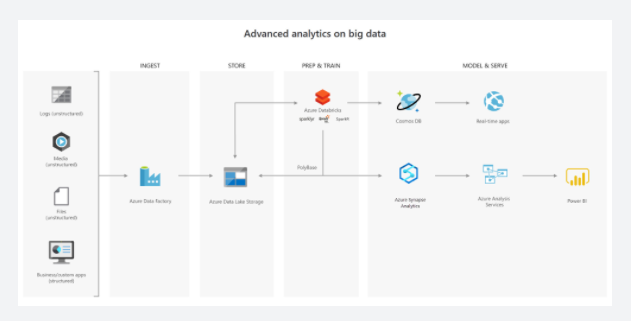 Advanced analytics on big data
INGEST
STORE
PREP & TRAIN
MODEL & SERVE
Logs (unstructured)
Media
(unstructured)
Files
(unstructured)
Business/custom apps
(structured)
Azure Data Factory
Azure Data Lake Storage
Azure Databricks
sparklyr
SparkR
PolyBase
Cosmos DB
Real-time apps
Azure Synapse
Analytics
Azure Analysis
Services
Power BI